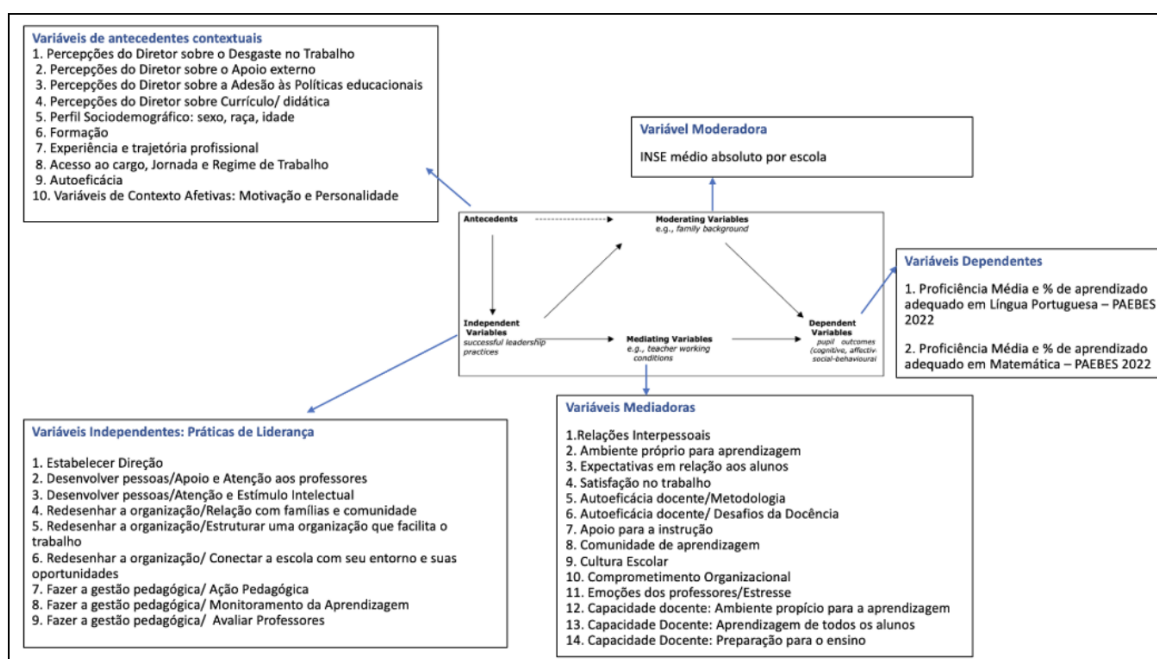 Variáveis de antecedentes contextuais
1. Percepções do Diretor sobre o Desgaste no Trabalho
2. Percepções do Diretor sobre o Apoio externo
3. Percepções do Diretor sobre a Adesão às Políticas educacionais
4. Percepções do Diretor sobre Currículo/ didática
5. Perfil Sociodemográfico: sexo, raça, idade
6. Formação
7. Experiência e trajetória profissional
8. Acesso ao cargo, Jornada e Regime de Trabalho
9. Autoeficácia
10. Variáveis de Contexto Afetivas: Motivação e Personalidade
Variável Moderadora
INSE médio absoluto por escola
Antecedents
Moderating Variables
e.g., family background
Independent
Variables
successful leadership
practices
Mediating Variables
e.g., teacher working
conditions
Dependent
Variables
pupil outcomes
(cognitive, affectiv
social-behavioural
Variáveis Dependentes
1. Proficiência Média e % de aprendizado
adequado em Língua Portuguesa – PAEBES
2022
2. Proficiência Média e % de aprendizado
adequado em Matemática – PAEBES 2022
Variáveis Independentes: Práticas de Liderança
1. Estabelecer Direção
2. Desenvolver pessoas/Apoio e Atenção aos professores
3. Desenvolver pessoas/Atenção e Estímulo Intelectual
4. Redesenhar a organização/Relação com famílias e comunidade
5. Redesenhar a organização/Estruturar uma organização que facilita o
trabalho
6. Redesenhar a organização/ Conectar a escola com seu entorno e suas
oportunidades
7. Fazer a gestão pedagógica/ Ação Pedagógica
8. Fazer a gestão pedagógica/ Monitoramento da Aprendizagem
9. Fazer a gestão pedagógica/ Avaliar Professores
Variáveis Mediadoras
1.Relações Interpessoais
2. Ambiente próprio para aprendizagem
3. Expectativas em relação aos alunos
4. Satisfação no trabalho
5. Autoeficácia docente/Metodologia
6. Autoeficácia docente/ Desafios da Docência
7. Apoio para a instrução
8. Comunidade de aprendizagem
9. Cultura Escolar
10. Comprometimento Organizacional
11. Emoções dos professores/Estresse
12. Capacidade docente: Ambiente propício para a aprendizagem
13. Capacidade Docente: Aprendizagem de todos os alunos
14. Capacidade Docente: Preparação para o ensino